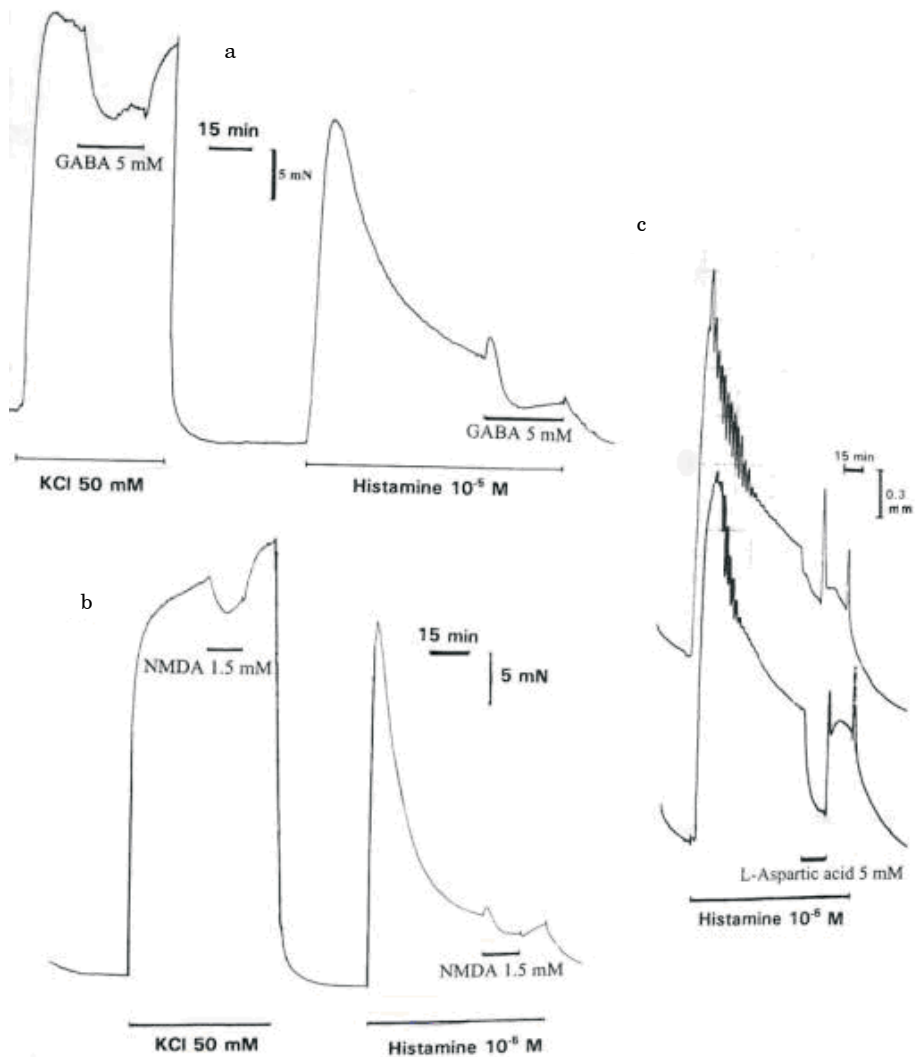 a
15 min
GABA 5 mM
5 mN
GABA 5 mM
KCl 50 mM
Histamine 10⁻⁵ M
b
15 min
NMDA 1.5 mM
5 mN
NMDA 1.5 mM
KCl 50 mM
Histamine 10⁻⁶ M
c
15 min
0.3
mm
L-Aspartic acid 5 mM
Histamine 10⁻⁶ M